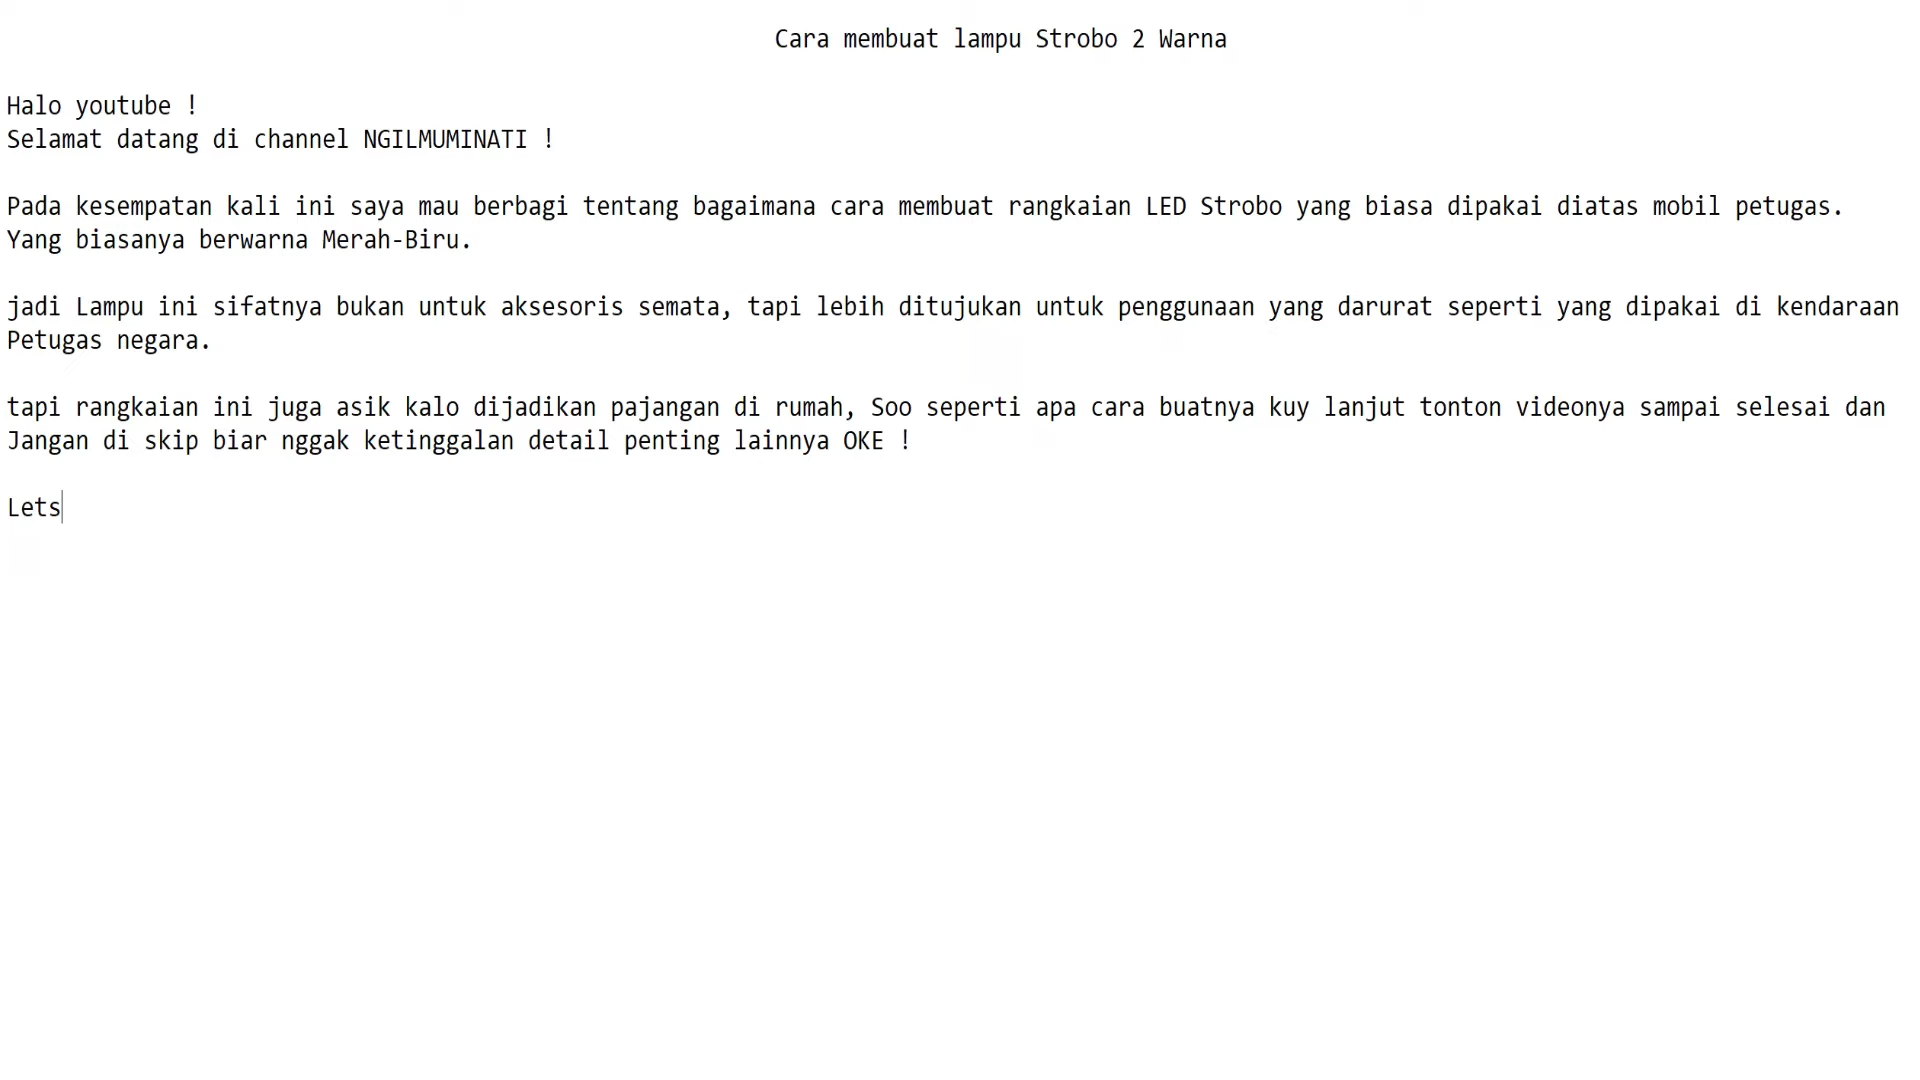 Cara membuat lampu Strobo 2 Warna
Halo youtube !
Selamat datang di channel NGILMUMINATI !
Pada kesempatan kali ini saya mau berbagi tentang bagaimana cara membuat rangkaian LED Strobo yang biasa dipakai diatas mobil petugas.
Yang biasanya berwarna Merah-Biru.
jadi Lampu ini sifatnya bukan untuk aksesoris semata, tapi lebih ditujukan untuk penggunaan yang darurat seperti yang dipakai di kendaraan
Petugas negara.
tapi rangkaian ini juga asik kalo dijadikan pajangan di rumah, Soo seperti apa cara buatnya kuy lanjut tonton videonya sampai selesai dan
Jangan di skip biar nggak ketinggalan detail penting lainnya OKE !
Lets